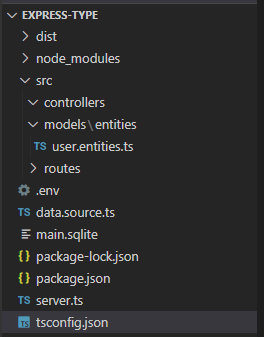 EXPRESS-TYPE
dist
node_modules
src
controllers
models\entities
TS user.entities.ts
routes
.env
TS data.source.ts
main.sqlite
{} package-lock.json
{} package.json
TS server.ts
TS tsconfig.json